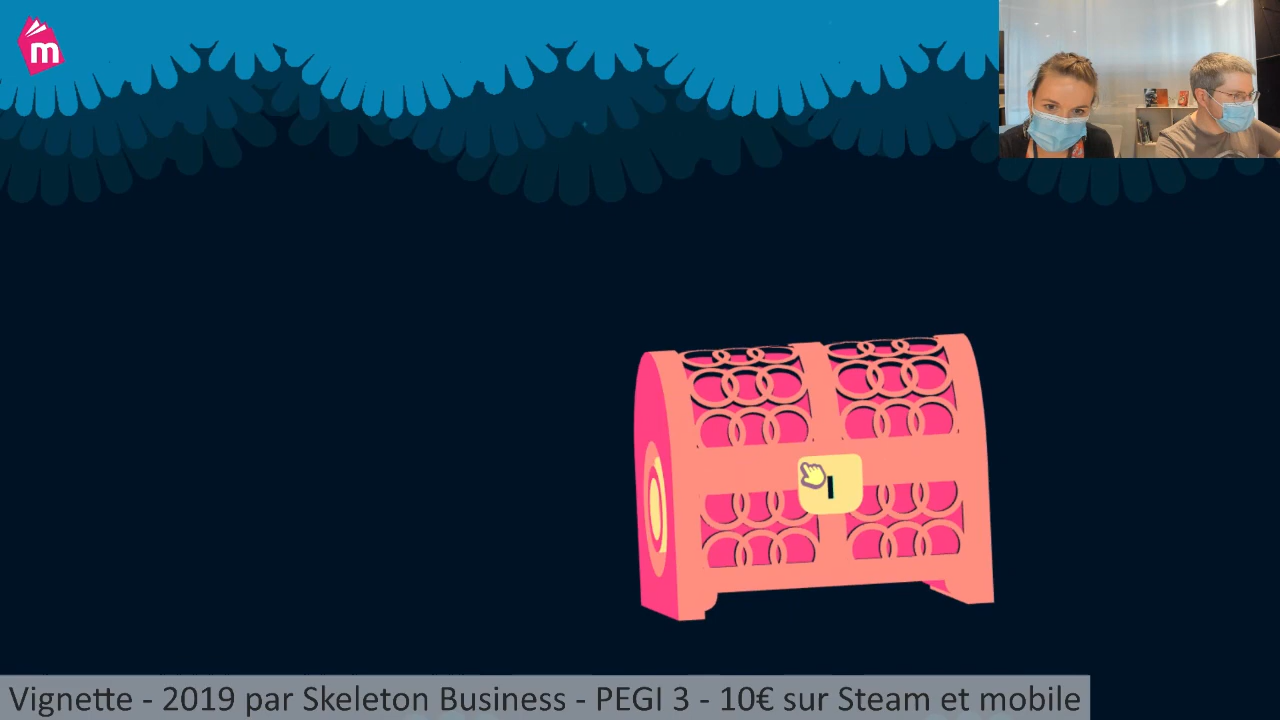 m
Vignette - 2019 par Skeleton Business - PEGI 3 - 10€ sur Steam et mobile